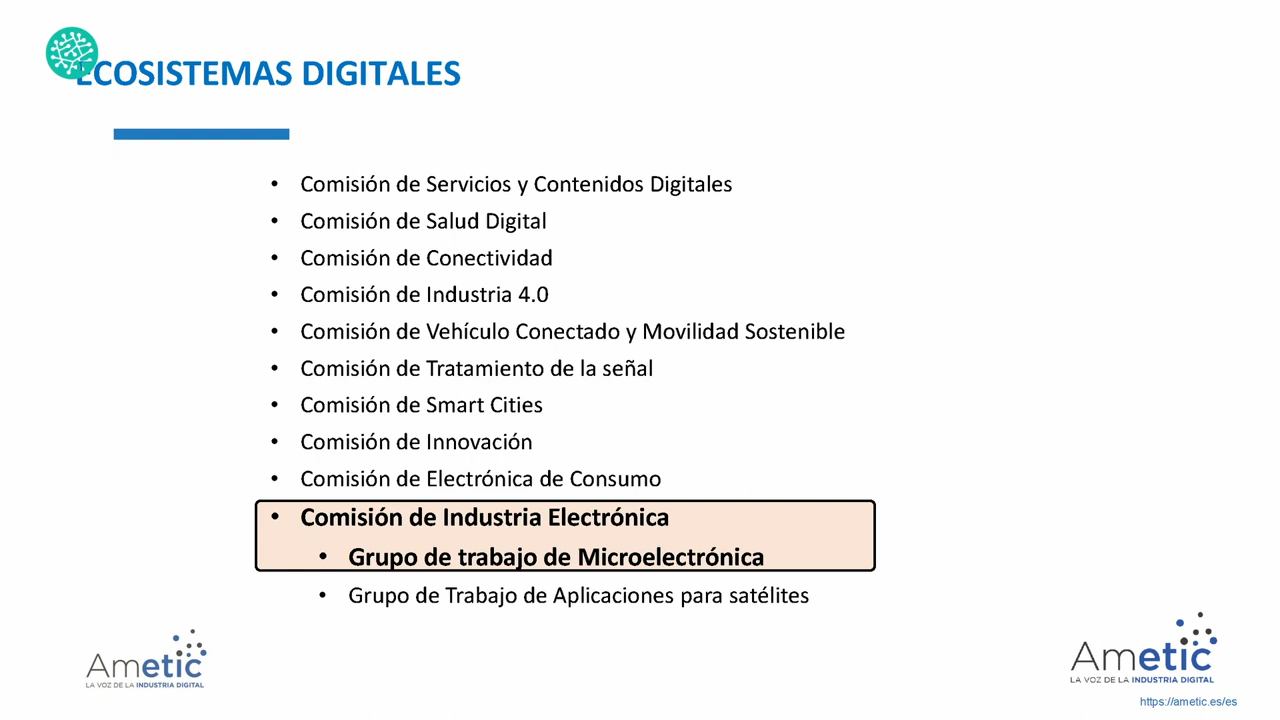 ECOSISTEMAS DIGITALES
• Comisión de Servicios y Contenidos Digitales
• Comisión de Salud Digital
• Comisión de Conectividad
• Comisión de Industria 4.0
• Comisión de Vehículo Conectado y Movilidad Sostenible
• Comisión de Tratamiento de la señal
• Comisión de Smart Cities
• Comisión de Innovación
• Comisión de Electrónica de Consumo
• Comisión de Industria Electrónica
• Grupo de trabajo de Microelectrónica
• Grupo de Trabajo de Aplicaciones para satélites
Ametic
LA VOZ DE LA INDUSTRIA DIGITAL
Ametic
LA VOZ DE LA INDUSTRIA DIGITAL
https://ametic.es/es